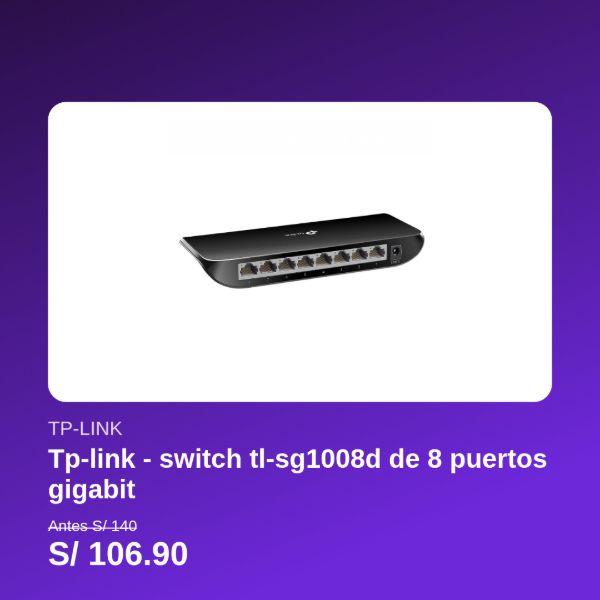 TP-LINK
Tp-link - switch tl-sg1008d de 8 puertos
gigabit
Antes S/ 140
S/ 106.90